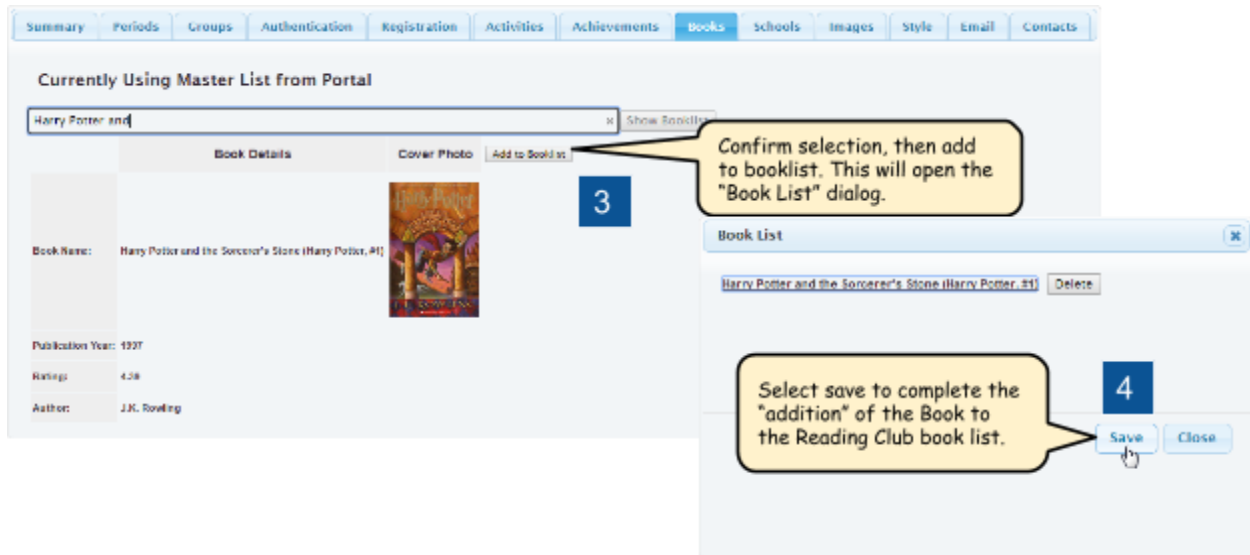 Summary Periods Groups Authentication Registration Activities Achievements Books Schools Images Style Email Contacts
Currently Using Master List from Portal
Harry Potter and × Show Booklist
Book Details Cover Photo Add to Booklist
Confirm selection, then add
to booklist. This will open the
"Book List" dialog.
3
Harry Potter
J.K. ROWLING
Book Name: Harry Potter and the Sorcerer's Stone (Harry Potter, #1)
Publication Year: 1997
Rating:
Author: J.K. Rowling
Book List
Harry Potter and the Sorcerer's Stone (Harry Potter, #1) Delete
Select save to complete the
"addition" of the Book to
the Reading Club book list.
4
Save Close